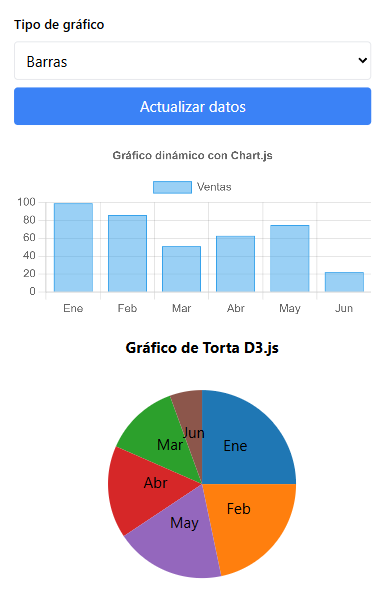 Tipo de gráfico
Barras
Actualizar datos
Gráfico dinámico con Chart.js
Ventas
100
80
60
40
20
0
Ene Feb Mar Abr May Jun
Gráfico de Torta D3.js
Jun
Mar
Ene
Abr
Feb
May